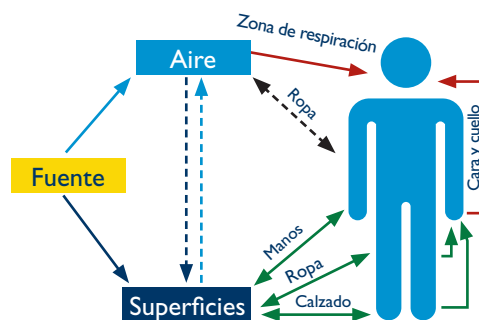 Zona de respiración
Aire
Ropa
Cara y cuello
Fuente
Manos
Ropa
Superficies
Calzado